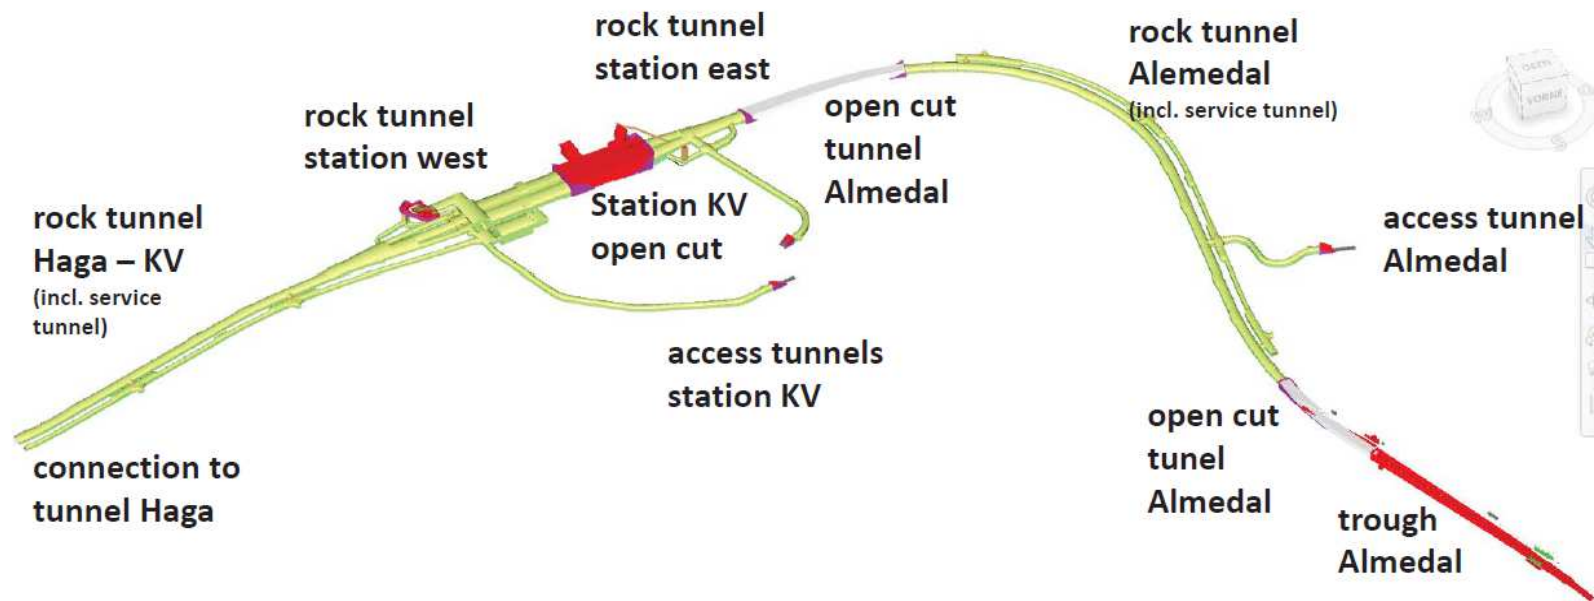 rock tunnel
station east
rock tunnel
Alemedal
(incl. service tunnel)
rock tunnel
station west
open cut
tunnel
Almedal
Station KV
open cut
rock tunnel
Haga – KV
(incl. service
tunnel)
access tunnel
Almedal
access tunnels
station KV
open cut
tunel
Almedal
connection to
tunnel Haga
trough
Almedal